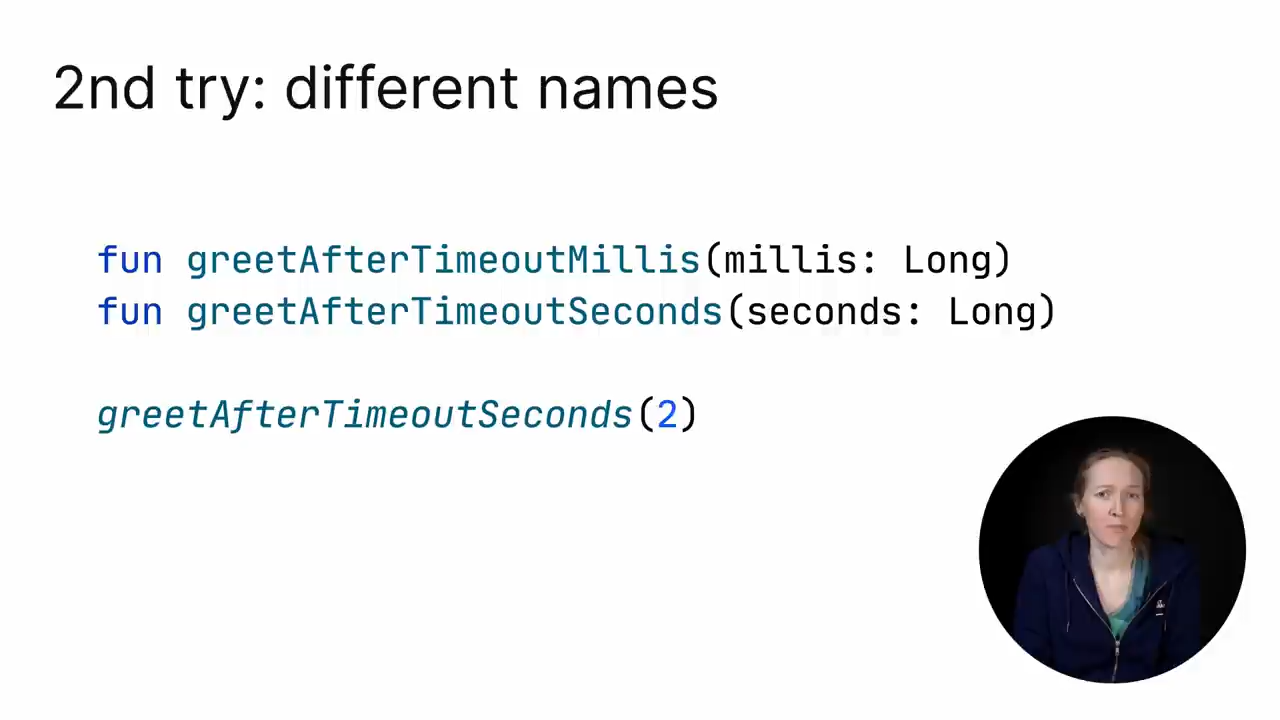 2nd try: different names
fun greetAfterTimeoutMillis(millis: Long)
fun greetAfterTimeoutSeconds(seconds: Long)
greetAfterTimeoutSeconds(2)